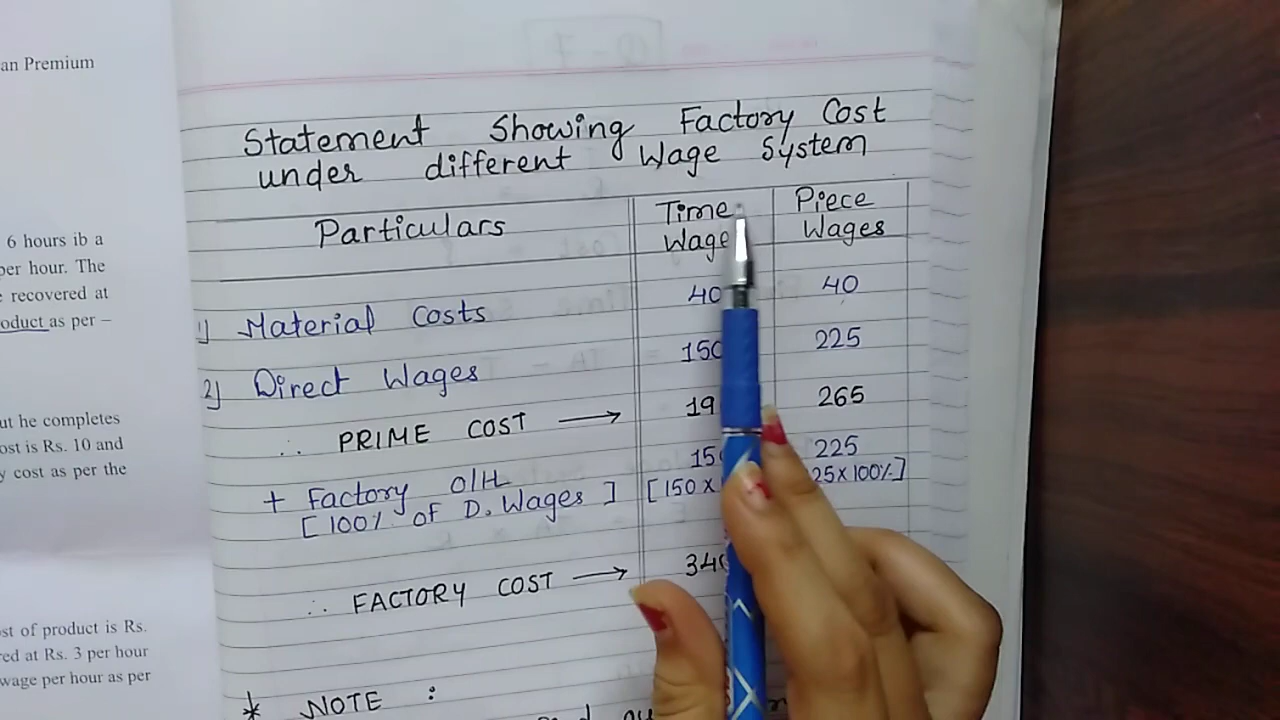 an Premium
6 hours ib a
per hour. The
recovered at
oduct as per –
ut he completes
ost is Rs. 10 and
cost as per the
st of product is Rs.
red at Rs. 3 per hour
wage per hour as per
Statement Showing Factory Cost
under different Wage System
Particulars Time Wage Piece Wages
1) Material Costs 40 40
2) Direct Wages 150 225
∴ PRIME COST → 19 265
+ Factory O/H 15 225
[100% of D. Wages] [150 x 25 x 100%]
∴ FACTORY COST → 340
* NOTE :